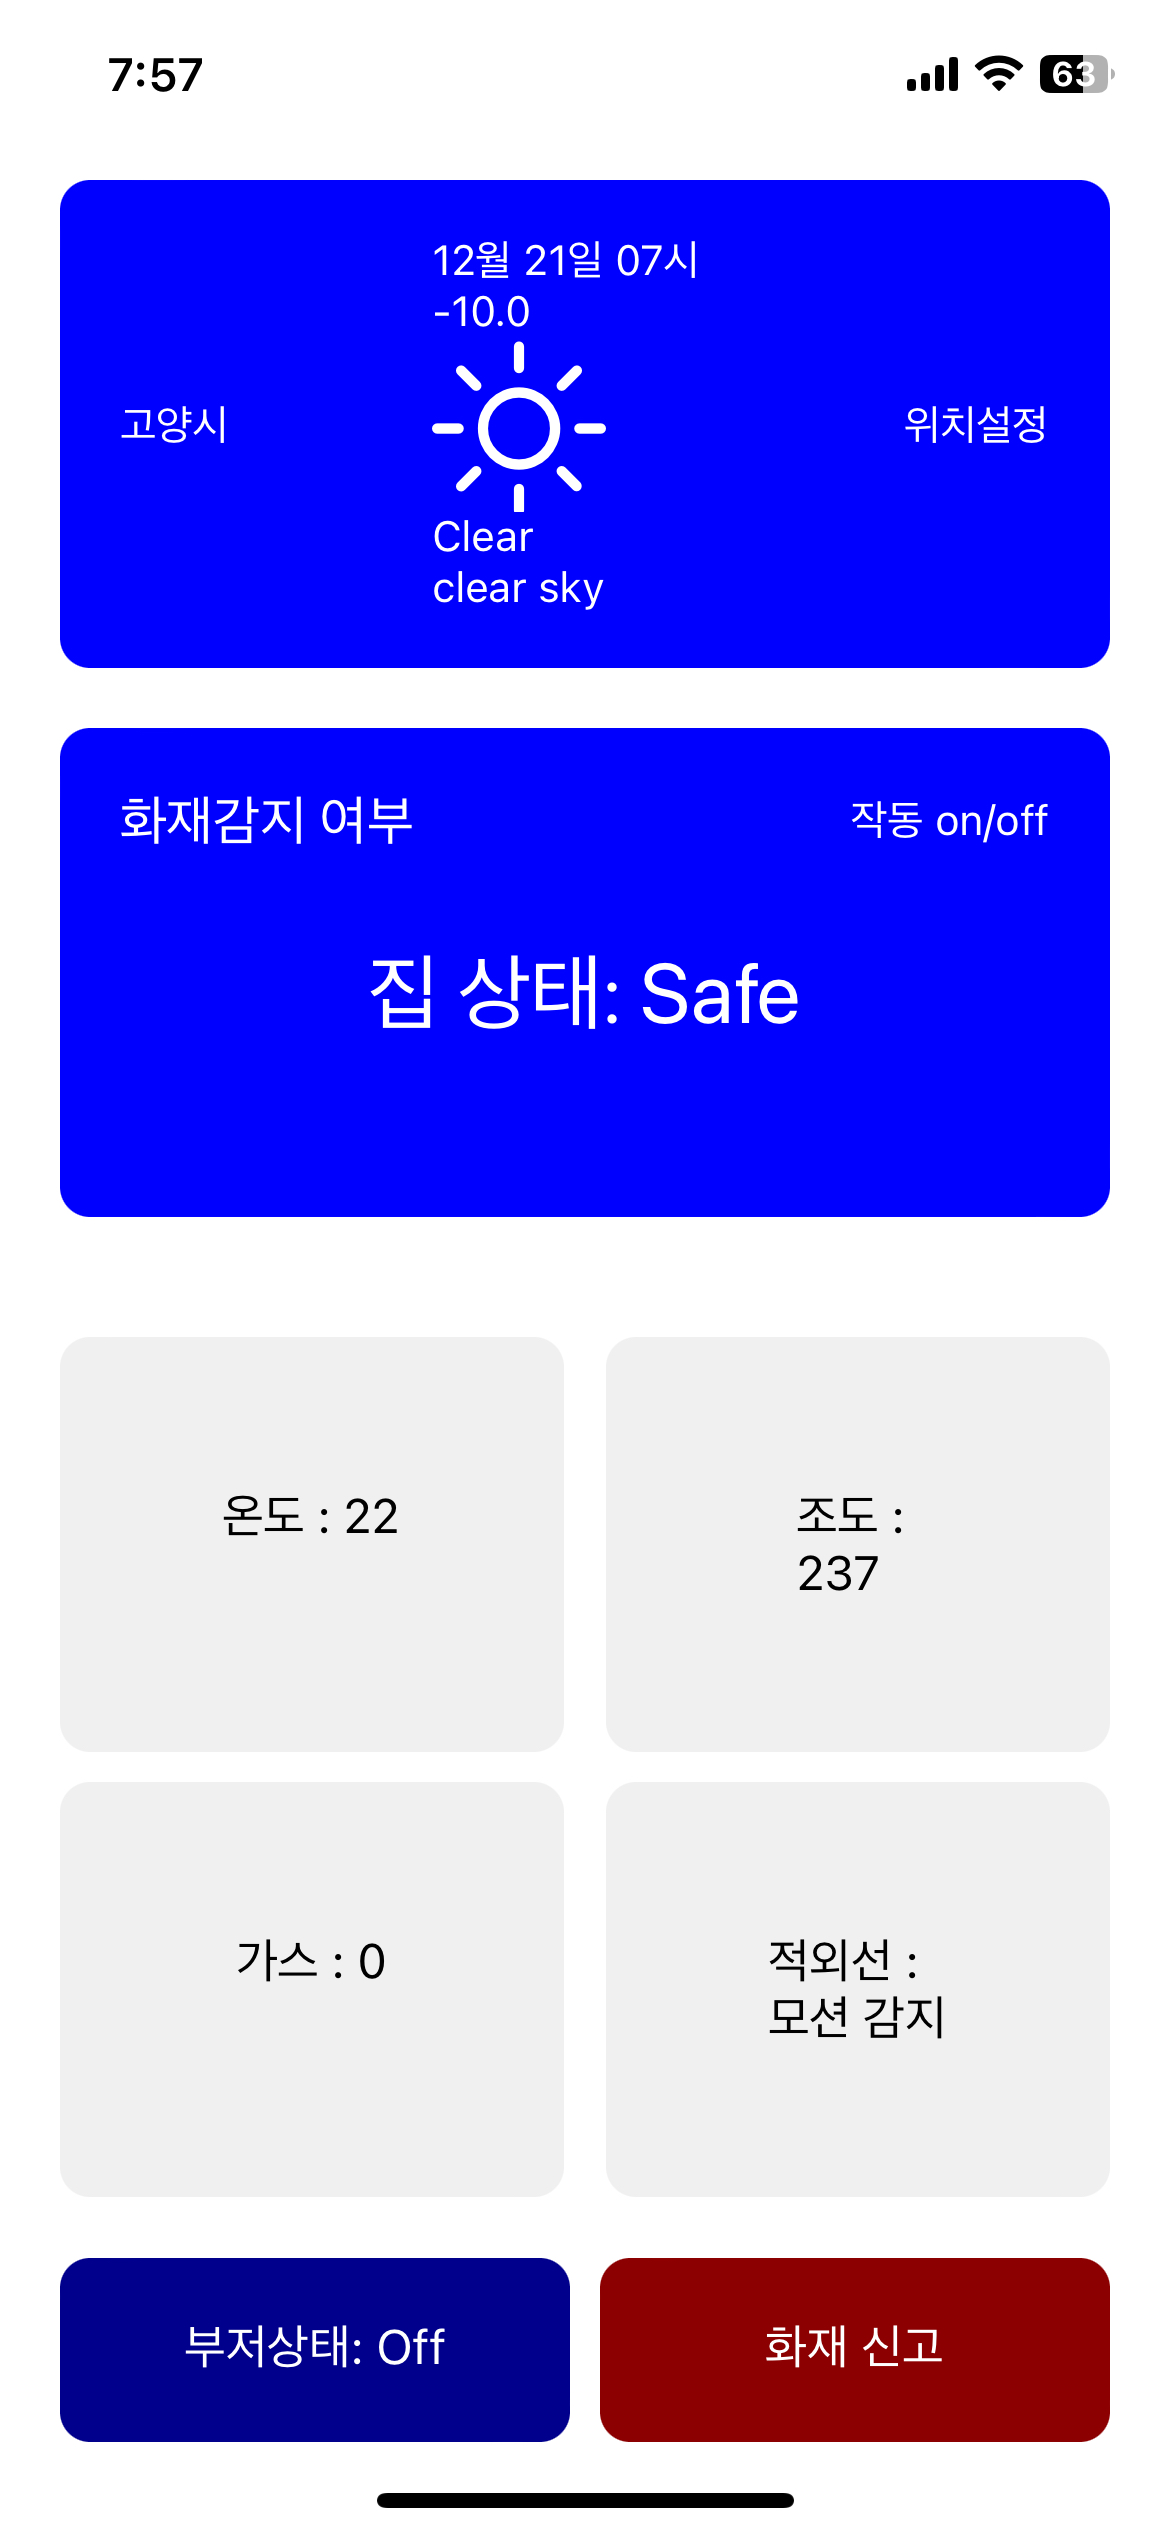 7:57
63
12월 21일 07시
-10.0
고양시
위치설정
Clear
clear sky
화재감지 여부
작동 on/off
집 상태: Safe
온도 : 22
조도 :
237
가스 : 0
적외선 :
모션 감지
부저상태: Off
화재 신고